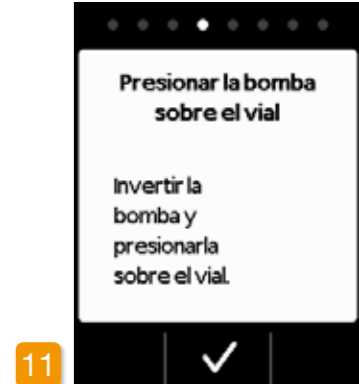 Presionar la bomba
sobre el vial
Invertir la
bomba y
presionarla
sobre el vial.
11